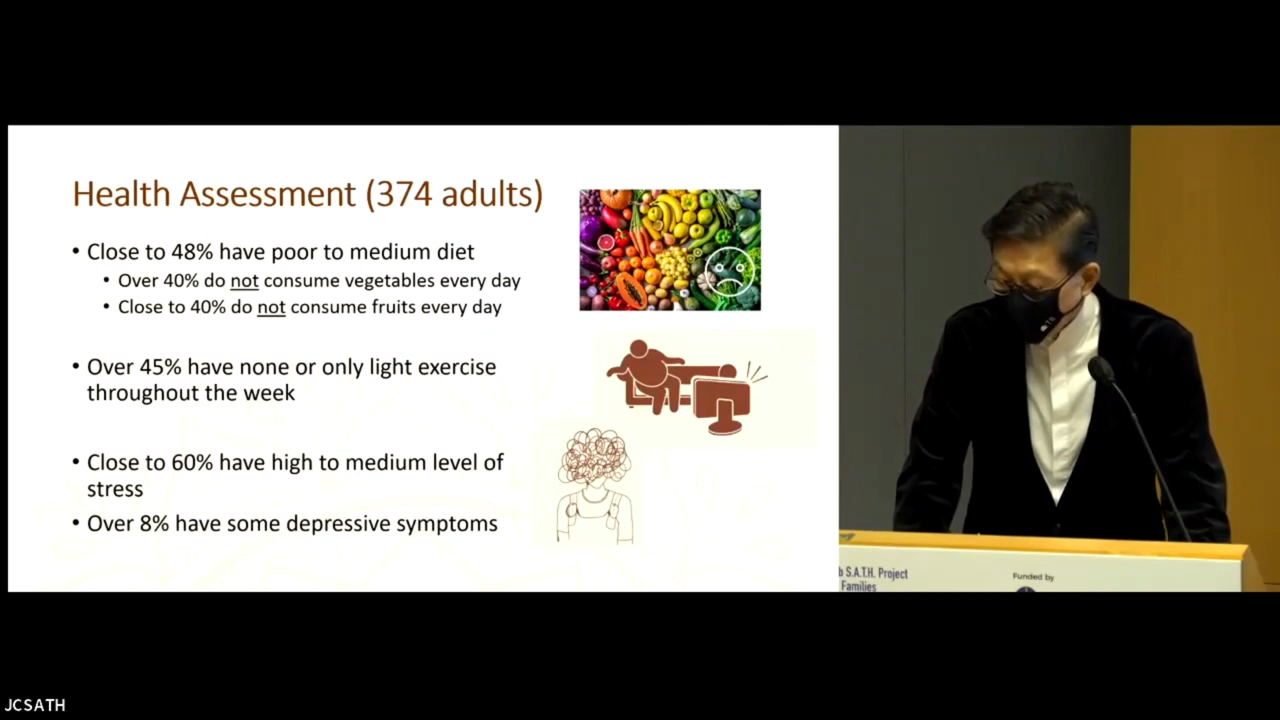 Health Assessment (374 adults)
• Close to 48% have poor to medium diet
• Over 40% do not consume vegetables every day
• Close to 40% do not consume fruits every day
• Over 45% have none or only light exercise
throughout the week
• Close to 60% have high to medium level of
stress
• Over 8% have some depressive symptoms
b S.A.T.H. Project
Families
Funded by
JCSATH